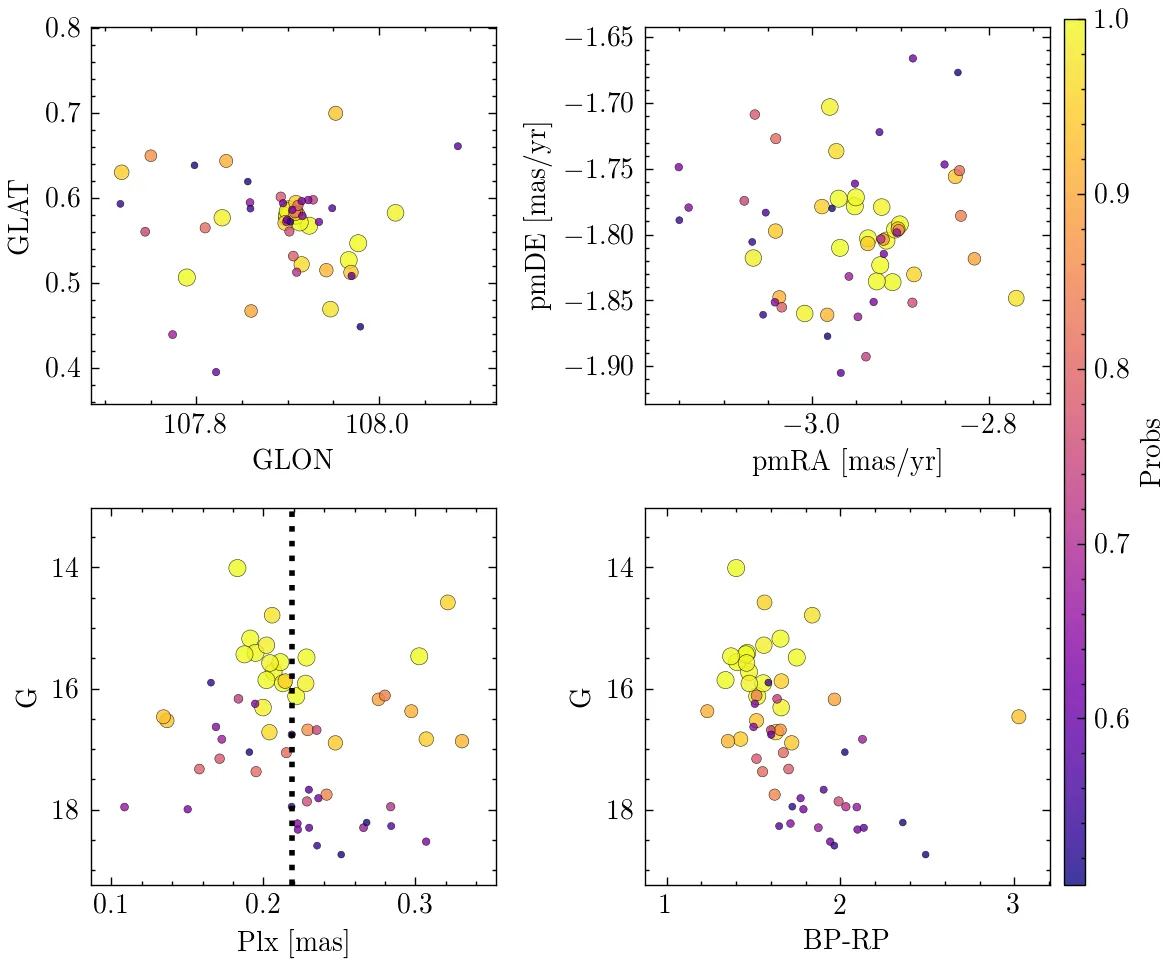 0.8
0.7
0.6
0.5
0.4
GLAT
107.8 108.0
GLON
−1.65
−1.70
−1.75
−1.80
−1.85
−1.90
pmDE [mas/yr]
−3.0 −2.8
pmRA [mas/yr]
14
16
18
G
0.1 0.2 0.3
Plx [mas]
14
16
18
G
1 2 3
BP-RP
1.0
0.9
0.8
0.7
0.6
Probs